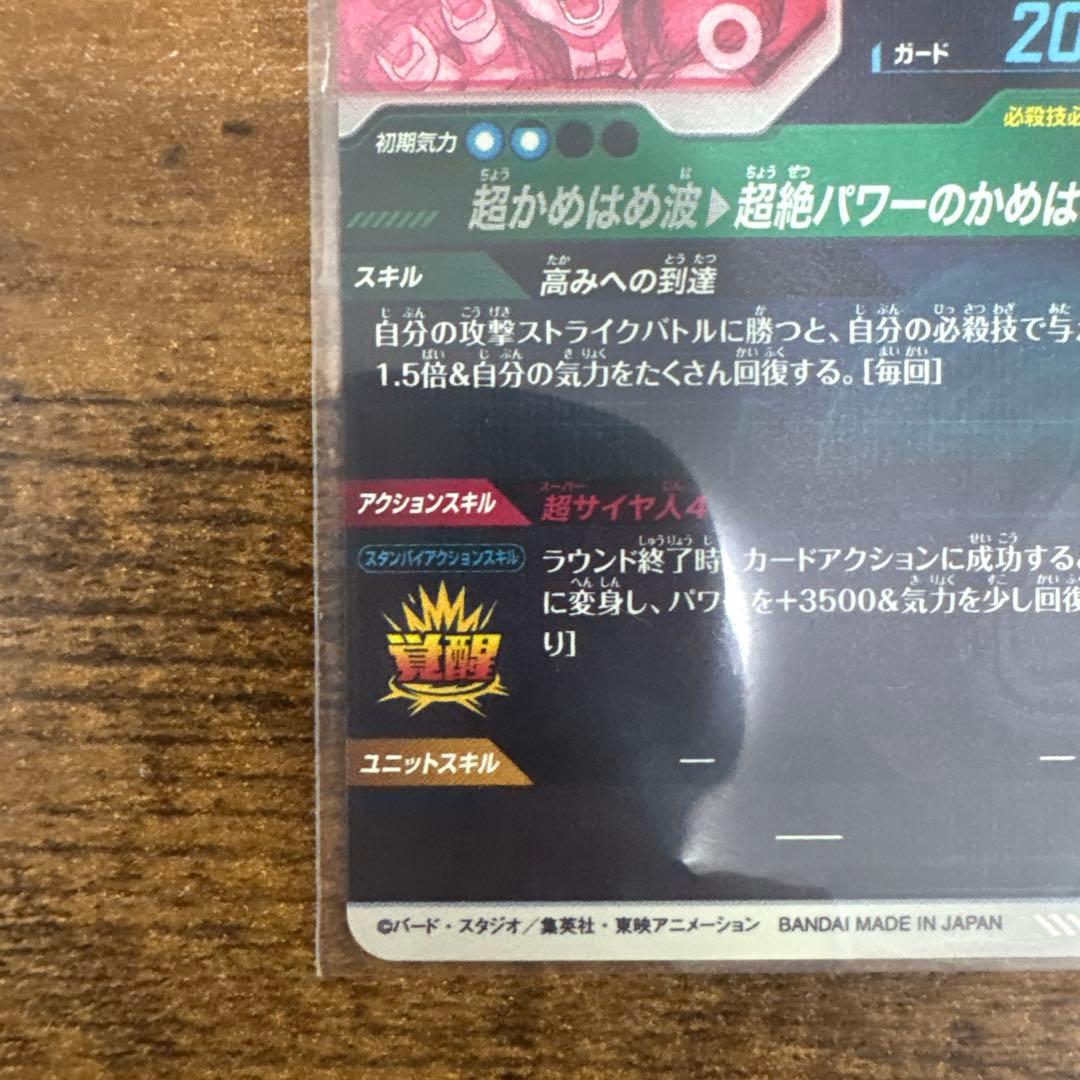 ガード 20
必殺技必
初期気力
超かめはめ波▶超絶パワーのかめは
スキル 高みへの到達
自分の攻撃ストライクバトルに勝つと、自分の必殺技で与
1.5倍&自分の気力をたくさん回復する。[毎回]
アクションスキル 超サイヤ人4
スタンバイアクションスキル
ラウンド終了時、カードアクションに成功する
に変身し、パワーを+3500&気力を少し回復
り]
覚醒
ユニットスキル — —
—
©バード・スタジオ／集英社・東映アニメーション BANDAI MADE IN JAPAN